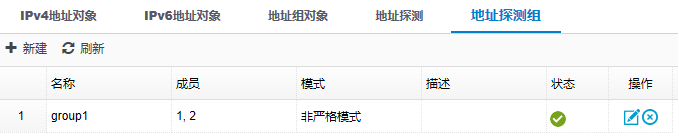 IPv4地址对象 IPv6地址对象 地址组对象 地址探测 地址探测组
新建 刷新
名称 成员 模式 描述 状态 操作
1 group1 1, 2 非严格模式